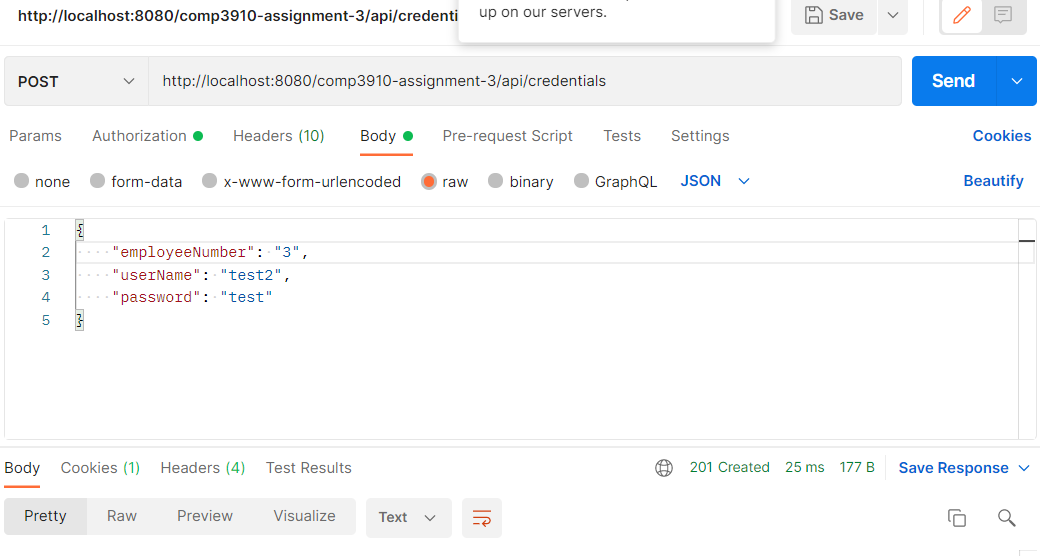 http://localhost:8080/comp3910-assignment-3/api/credenti
up on our servers.
Save
POST
http://localhost:8080/comp3910-assignment-3/api/credentials
Send
Params Authorization Headers (10) Body Pre-request Script Tests Settings Cookies
none form-data x-www-form-urlencoded raw binary GraphQL JSON Beautify
1 {
2 "employeeNumber": "3",
3 "userName": "test2",
4 "password": "test"
5 }
Body Cookies (1) Headers (4) Test Results 201 Created 25 ms 177 B Save Response
Pretty Raw Preview Visualize Text